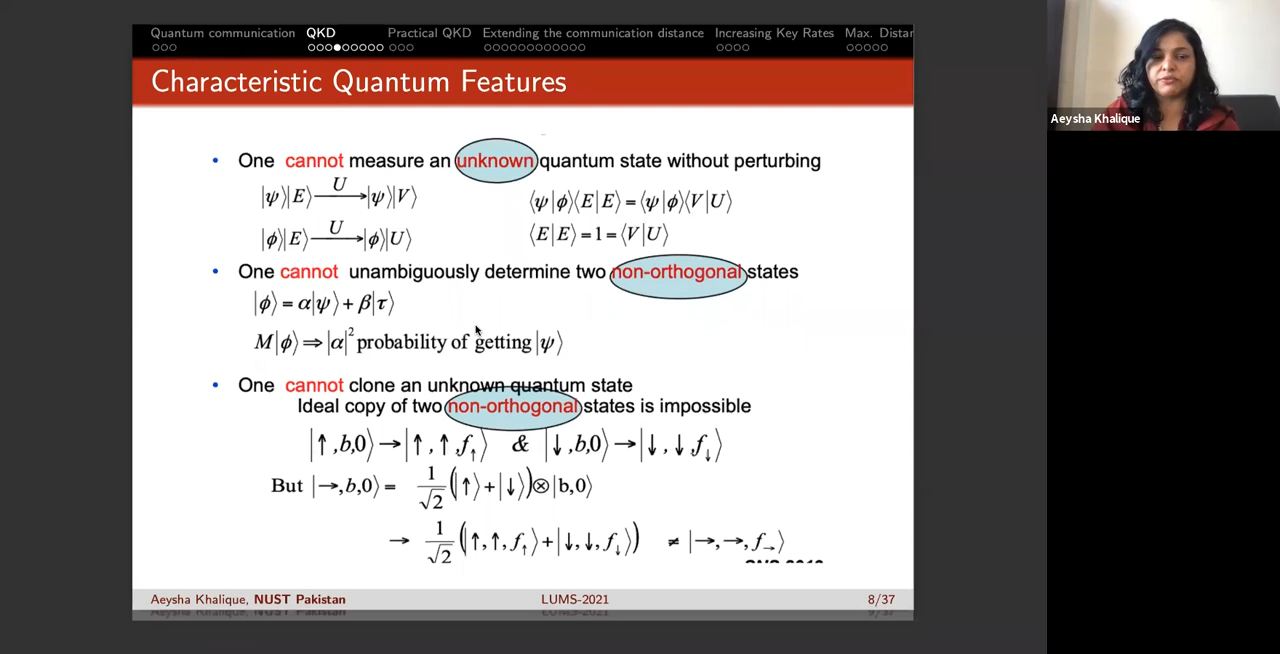 Quantum communication QKD Practical QKD Extending the communication distance Increasing Key Rates Max. Distar
Characteristic Quantum Features
Aeysha Khalique
• One cannot measure an unknown quantum state without perturbing
|ψ⟩|E⟩ —U→ |ψ⟩|V⟩ ⟨ψ|ϕ⟩⟨E|E⟩ = ⟨ψ|ϕ⟩⟨V|U⟩
|ϕ⟩|E⟩ —U→ |ϕ⟩|U⟩ ⟨E|E⟩ = 1 = ⟨V|U⟩
• One cannot unambiguously determine two non-orthogonal states
|ϕ⟩ = α|ψ⟩ + β|τ⟩
M|ϕ⟩ ⇒ |α|² probability of getting |ψ⟩
• One cannot clone an unknown quantum state
Ideal copy of two non-orthogonal states is impossible
|↑,b,0⟩ → |↑,↑,f↑⟩ & |↓,b,0⟩ → |↓,↓,f↓⟩
But |→,b,0⟩ = 1/√2 (|↑⟩+|↓⟩)⊗|b,0⟩
→ 1/√2 (|↑,↑,f↑⟩+|↓,↓,f↓⟩) ≠ |→,→,f→⟩
Aeysha Khalique, NUST Pakistan LUMS-2021 8/37